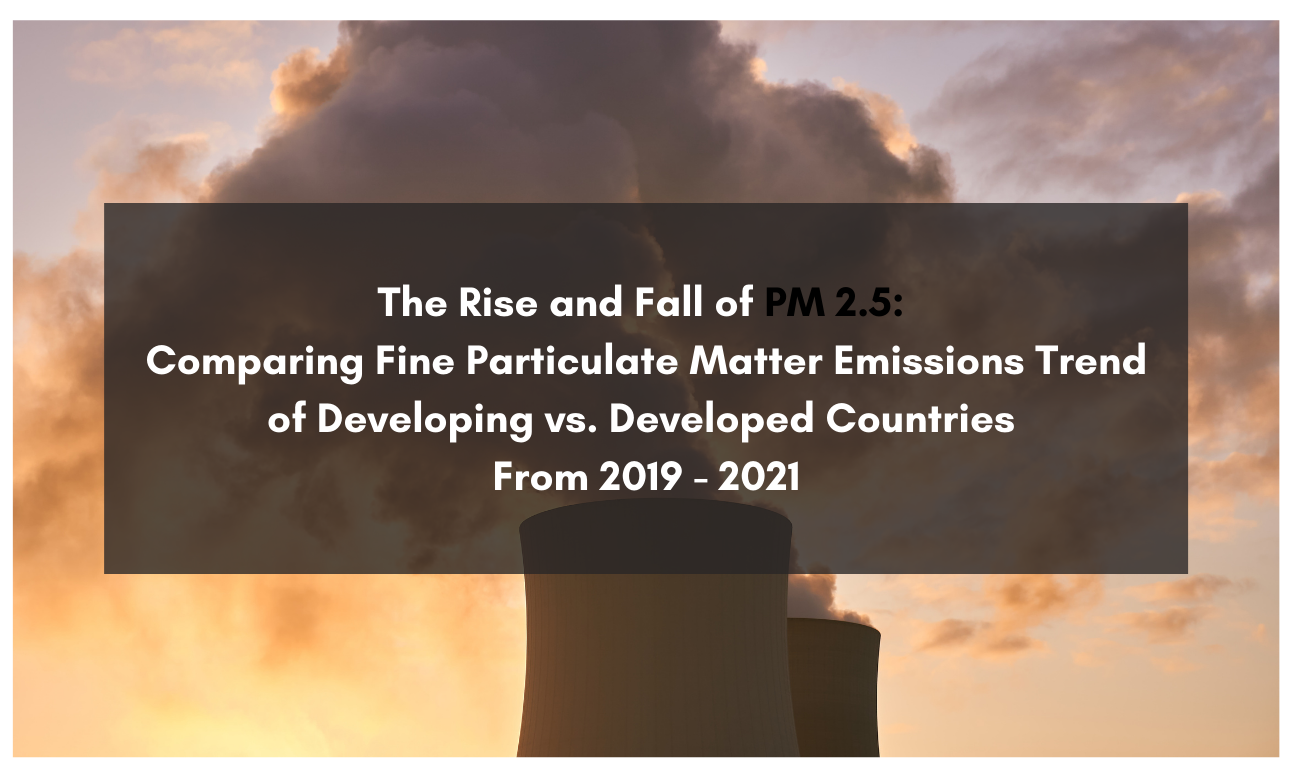 The Rise and Fall of PM 2.5:
Comparing Fine Particulate Matter Emissions Trend
of Developing vs. Developed Countries
From 2019 - 2021